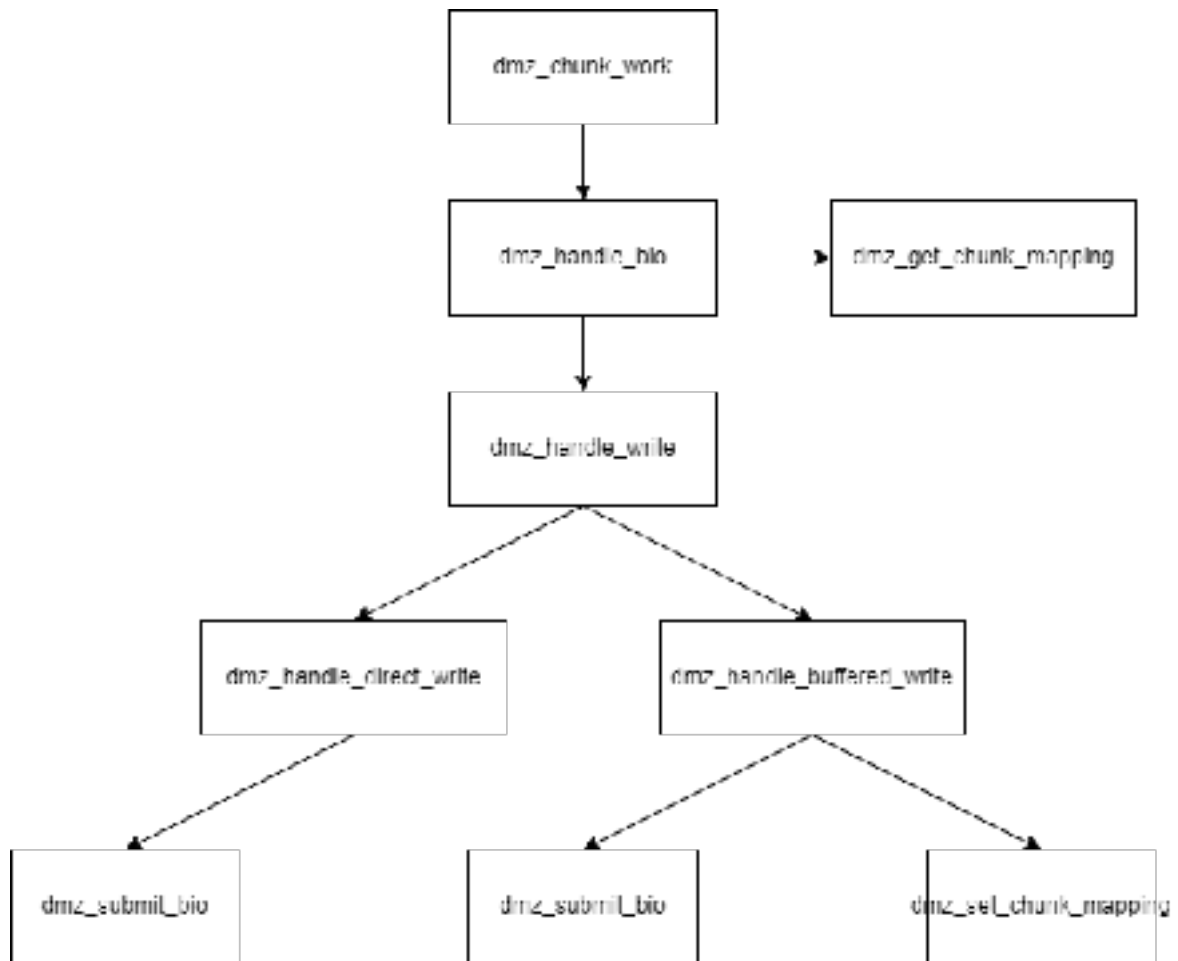 dmz_chunk_work
dmz_handle_bio
dmz_get_chunk_mapping
dmz_handle_write
dmz_handle_direct_write
dmz_handle_buffered_write
dmz_submit_bio
dmz_submit_bio
dmz_set_chunk_mapping